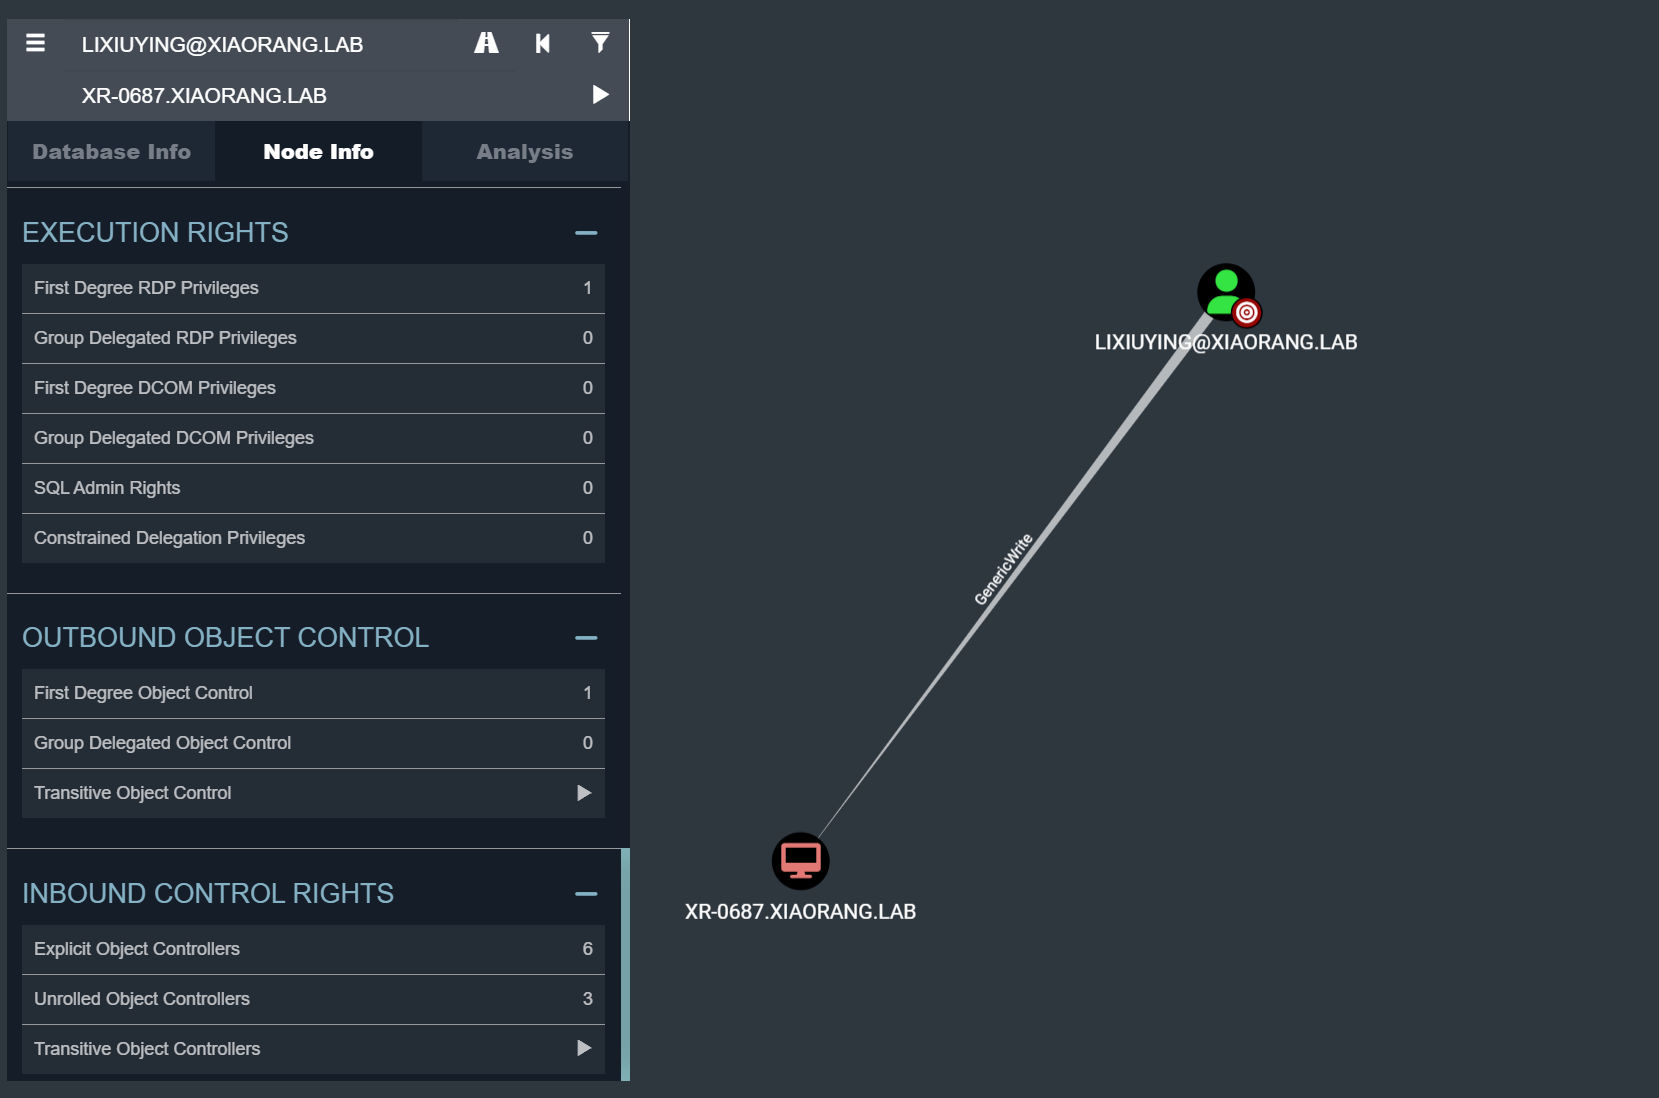 LIXIUYING@XIAORANG.LAB
XR-0687.XIAORANG.LAB
Database Info
Node Info
Analysis
EXECUTION RIGHTS
First Degree RDP Privileges 1
Group Delegated RDP Privileges 0
First Degree DCOM Privileges 0
Group Delegated DCOM Privileges 0
SQL Admin Rights 0
Constrained Delegation Privileges 0
OUTBOUND OBJECT CONTROL
First Degree Object Control 1
Group Delegated Object Control 0
Transitive Object Control
INBOUND CONTROL RIGHTS
Explicit Object Controllers 6
Unrolled Object Controllers 3
Transitive Object Controllers
LIXIUYING@XIAORANG.LAB
GenericWrite
XR-0687.XIAORANG.LAB